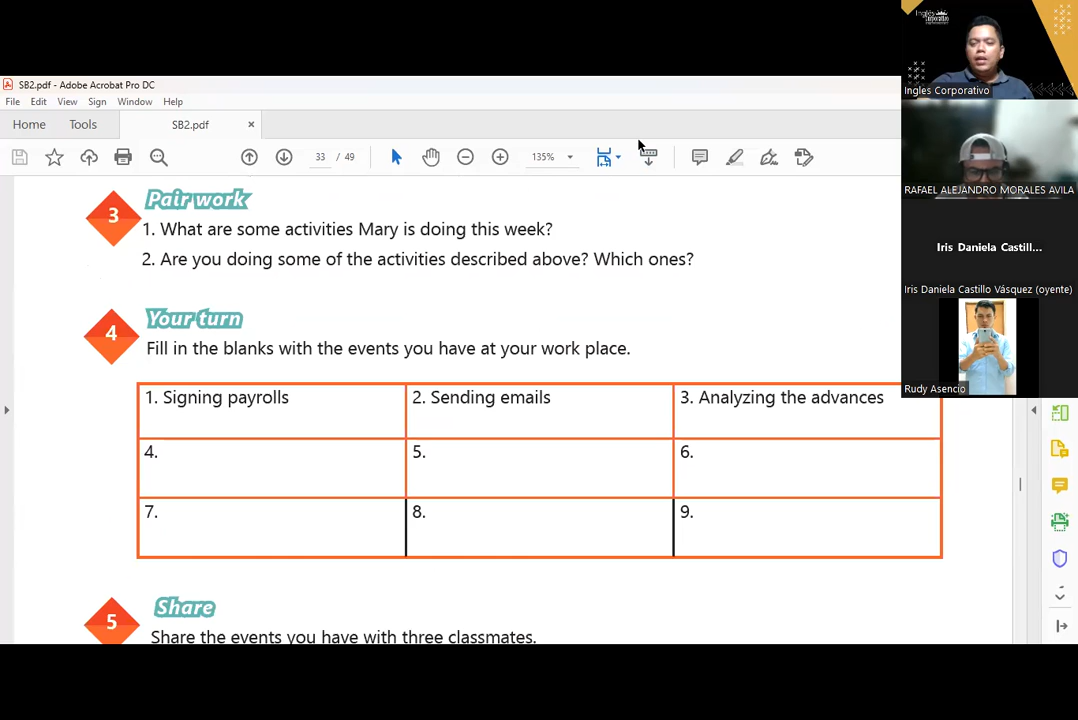 SB2.pdf - Adobe Acrobat Pro DC
File Edit View Sign Window Help
Home Tools SB2.pdf ×
33 / 49 135%
3 Pair work
1. What are some activities Mary is doing this week?
2. Are you doing some of the activities described above? Which ones?
4 Your turn
Fill in the blanks with the events you have at your work place.
1. Signing payrolls 2. Sending emails 3. Analyzing the advances
4. 5. 6.
7. 8. 9.
5 Share
Share the events you have with three classmates.
Inglés
Corporativo
Ingles Corporativo
RAFAEL ALEJANDRO MORALES AVILA
Iris Daniela Castill...
Iris Daniela Castillo Vásquez (oyente)
Rudy Asencio